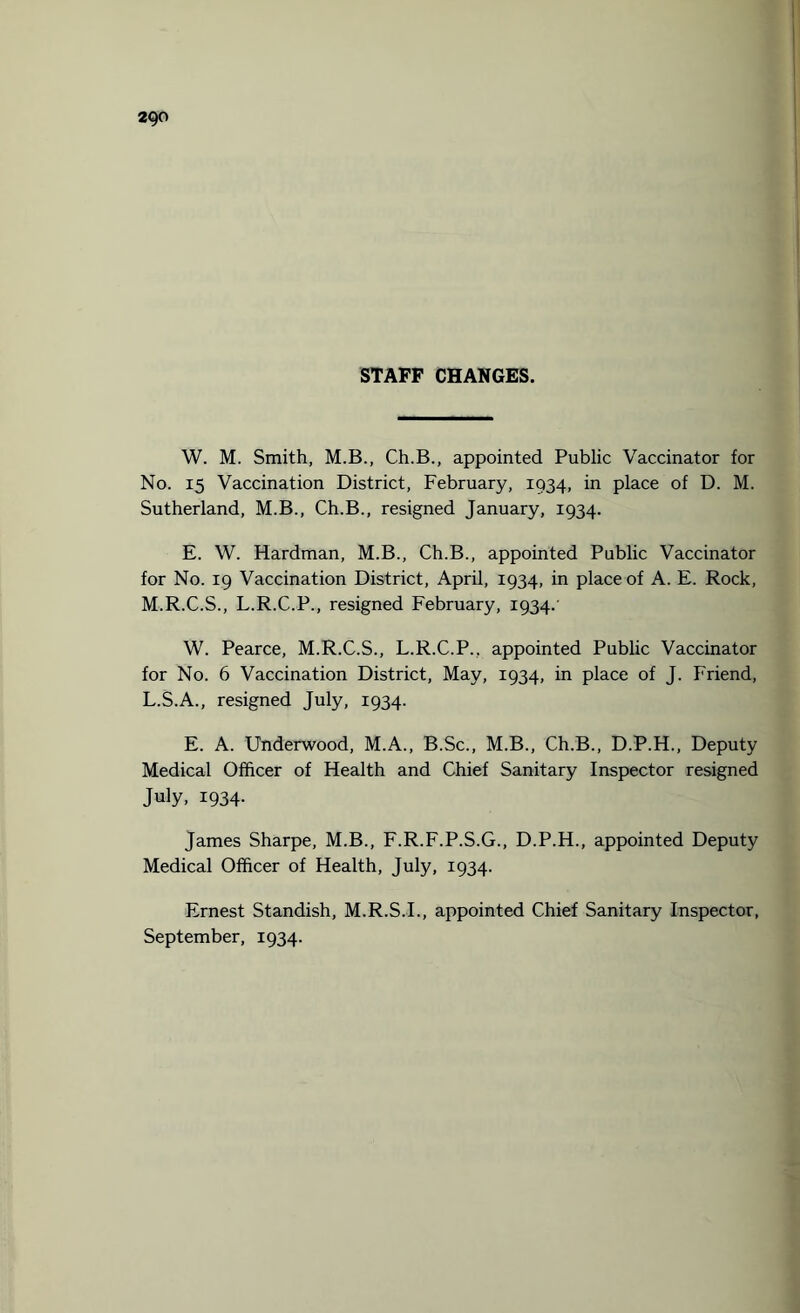 290
STAFF CHANGES.
W. M. Smith, M.B., Ch.B., appointed Public Vaccinator for
No. 15 Vaccination District, February, 1934, in place of D. M.
Sutherland, M.B., Ch.B., resigned January, 1934.
E. W. Hardman, M.B., Ch.B., appointed Public Vaccinator
for No. 19 Vaccination District, April, 1934, in place of A. E. Rock,
M.R.C.S., L.R.C.P., resigned February, 1934.
W. Pearce, M.R.C.S., L.R.C.P., appointed Public Vaccinator
for No. 6 Vaccination District, May, 1934, in place of J. Friend,
L.S.A., resigned July, 1934.
E. A. Underwood, M.A., B.Sc., M.B., Ch.B., D.P.H., Deputy
Medical Officer of Health and Chief Sanitary Inspector resigned
July, 1934.
James Sharpe, M.B., F.R.F.P.S.G., D.P.H., appointed Deputy
Medical Officer of Health, July, 1934.
Ernest Standish, M.R.S.I., appointed Chief Sanitary Inspector,
September, 1934.